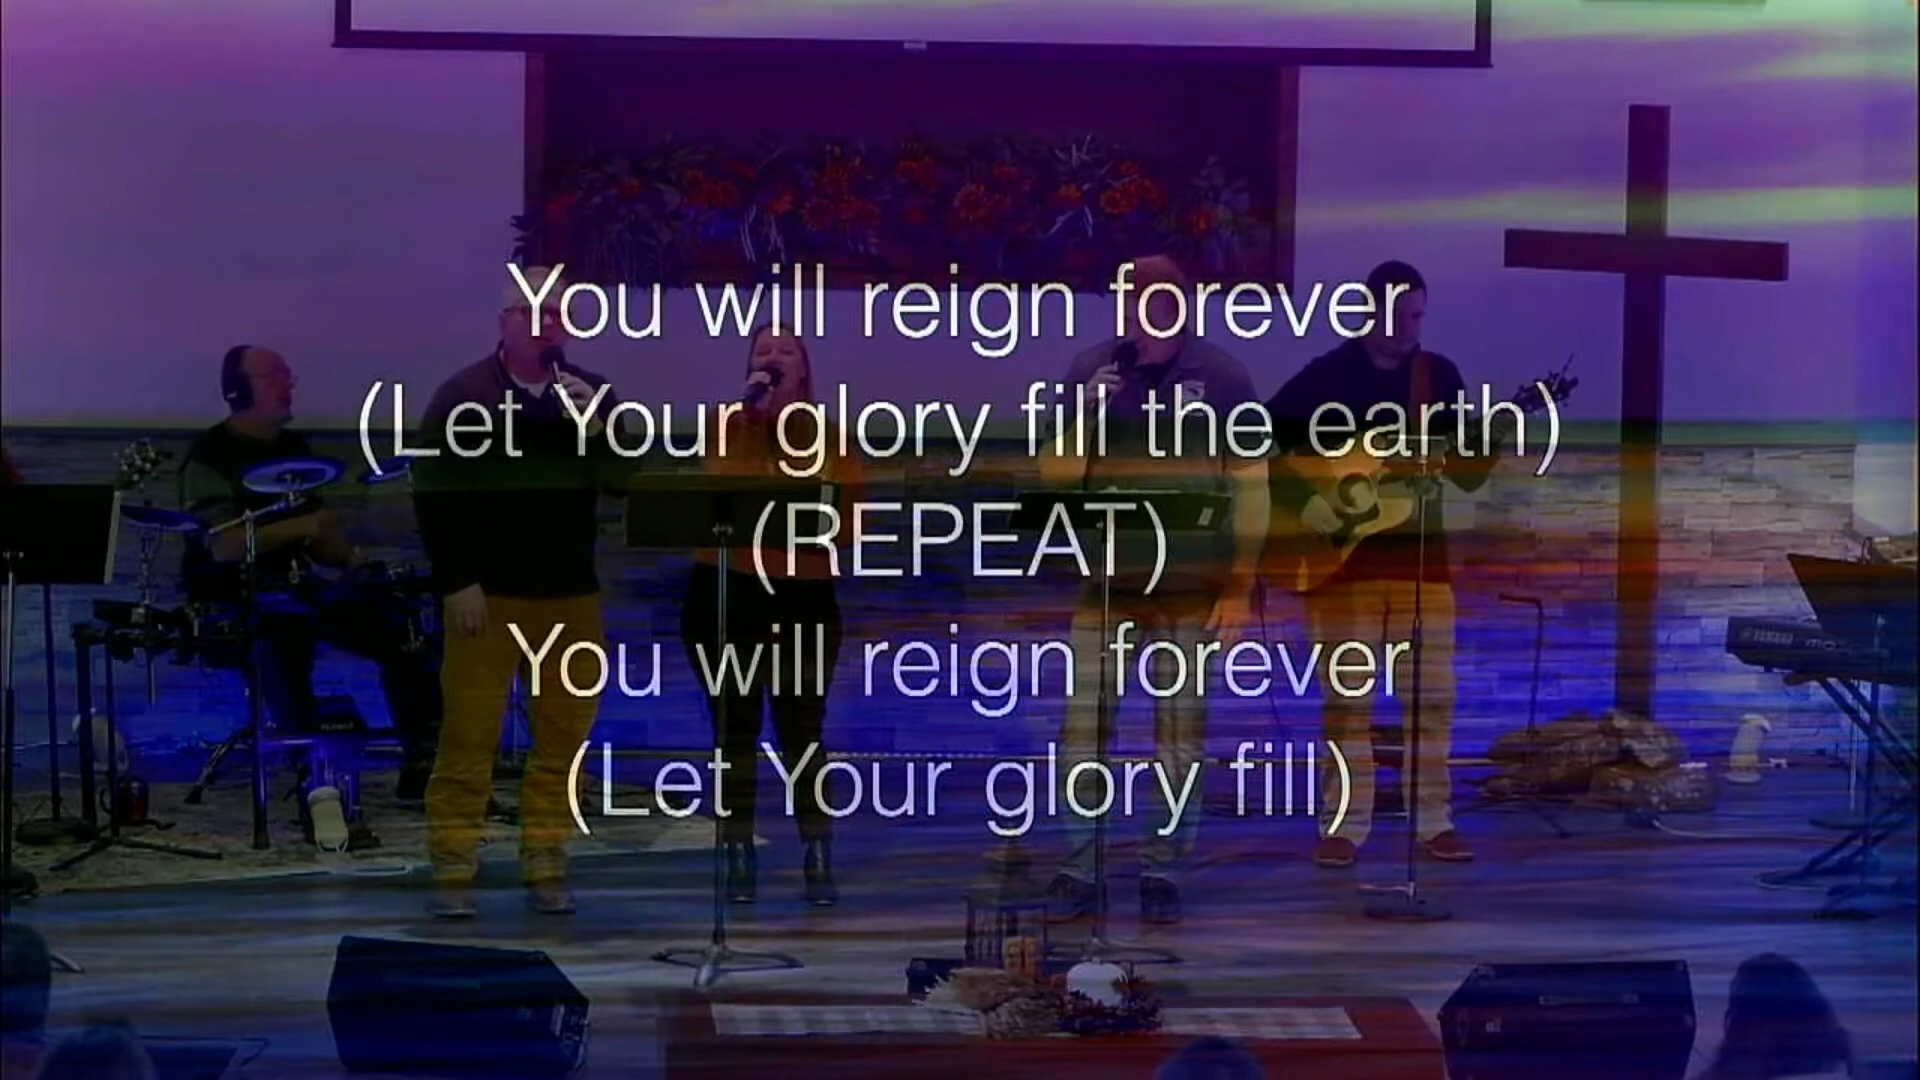 You will reign forever
(Let Your glory fill the earth)
(REPEAT)
You will reign forever
(Let Your glory fill)
YAMAHA